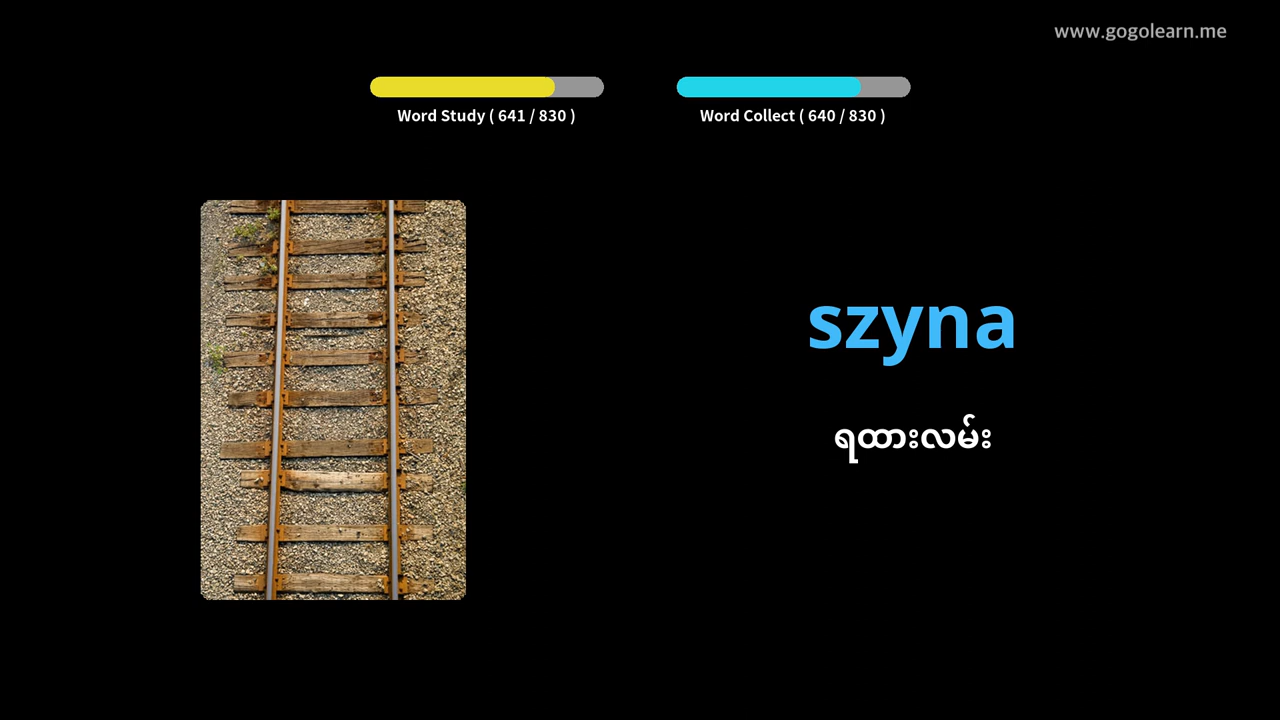 www.gogolearn.me
Word Study ( 641 / 830 )
Word Collect ( 640 / 830 )
szyna
ရထားလမ်း